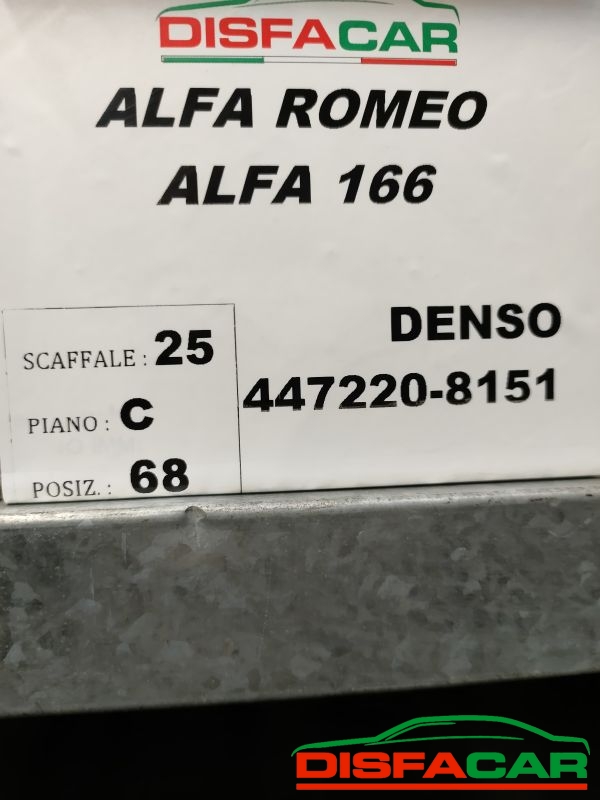 DISFACAR
ALFA ROMEO
ALFA 166
DENSO
447220-8151
SCAFFALE : 25
PIANO : C
POSIZ. : 68
DISFACAR